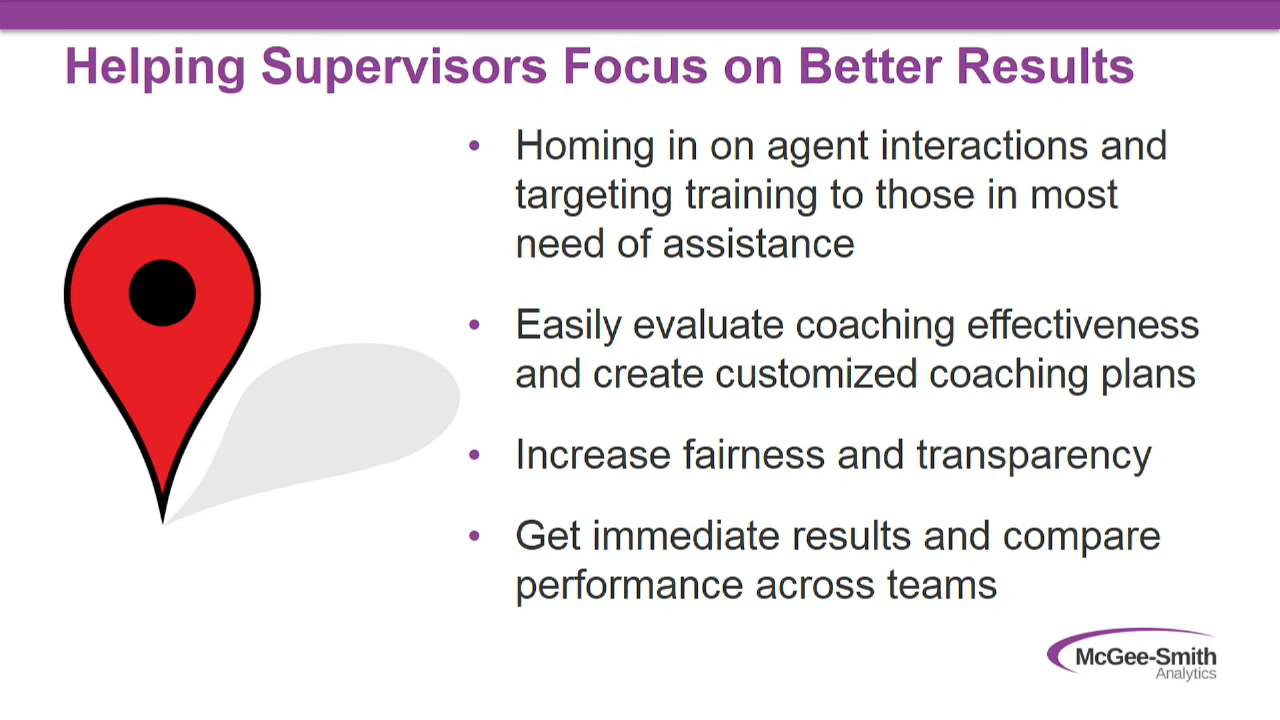 Helping Supervisors Focus on Better Results
• Homing in on agent interactions and
targeting training to those in most
need of assistance
• Easily evaluate coaching effectiveness
and create customized coaching plans
• Increase fairness and transparency
• Get immediate results and compare
performance across teams
McGee-Smith
Analytics